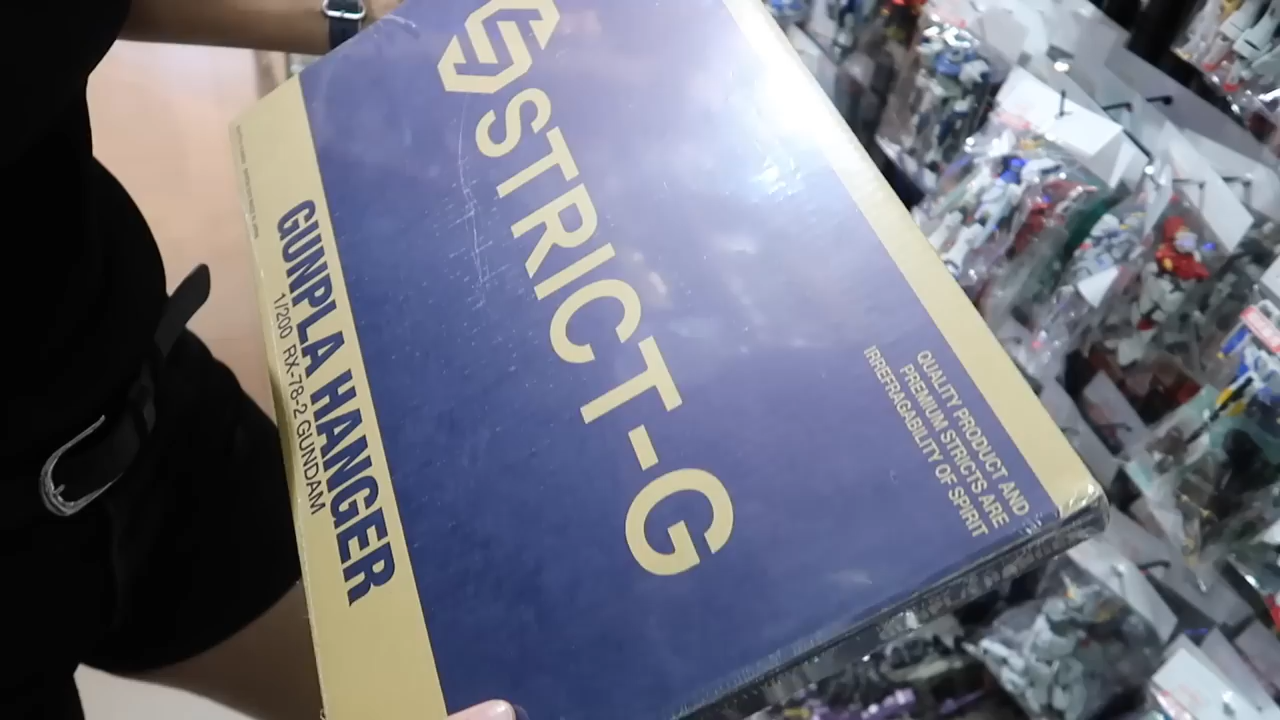 STRICT-G
QUALITY PRODUCT AND
PREMIUM STRICTS ARE
IRREFRAGABILITY OF SPIRIT
GUNPLA HANGER
1/200 RX-78-2 GUNDAM